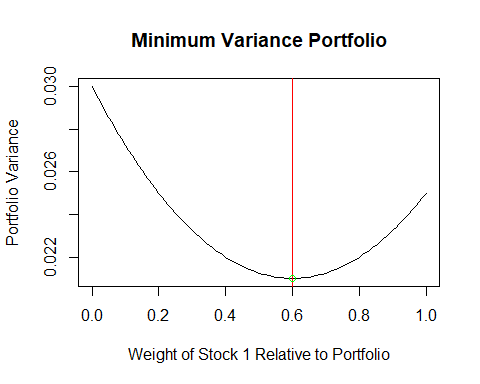 Minimum Variance Portfolio
Portfolio Variance
0.030
0.026
0.022
0.0 0.2 0.4 0.6 0.8 1.0
Weight of Stock 1 Relative to Portfolio